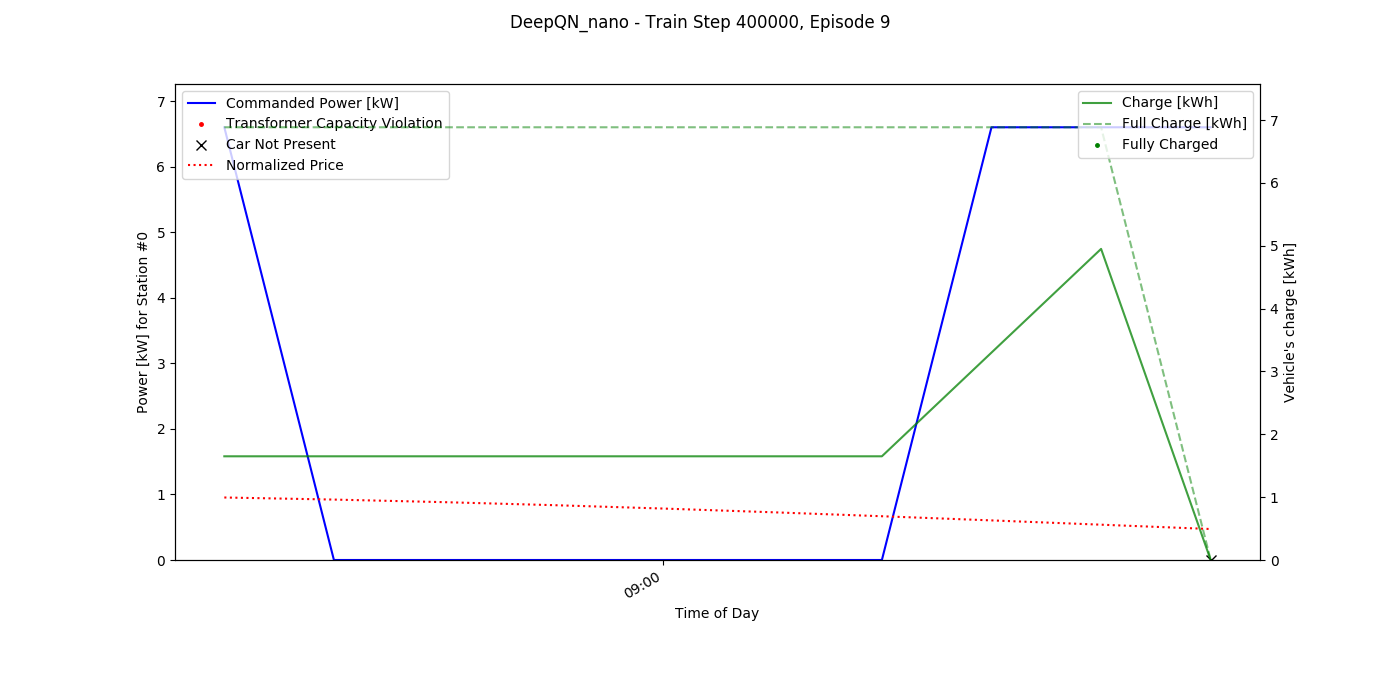 DeepQN_nano - Train Step 400000, Episode 9
Commanded Power [kW]
Transformer Capacity Violation
Car Not Present
Normalized Price
Charge [kWh]
Full Charge [kWh]
Fully Charged
7
6
5
4
3
2
1
0
Power [kW] for Station #0
7
6
5
4
3
2
1
0
Vehicle's charge [kWh]
09:00
Time of Day